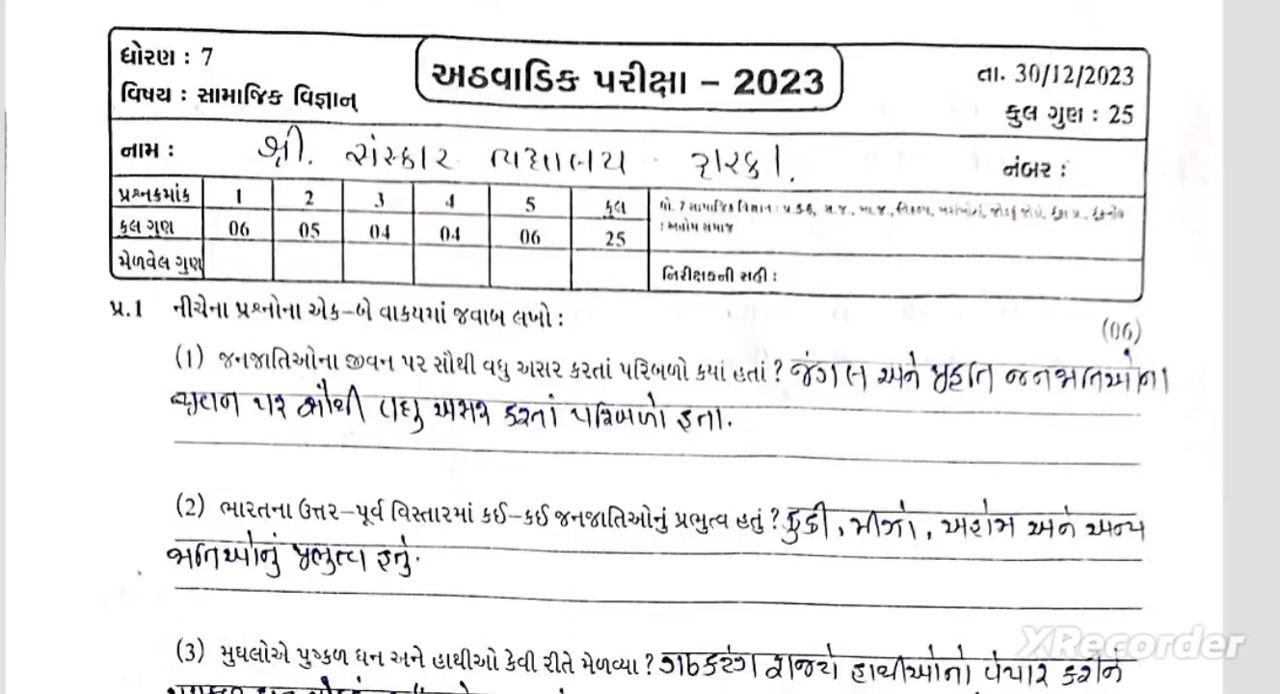 ધોરણ : 7
અઠવાડિક પરીક્ષા – 2023
તા. 30/12/2023
વિષય : સામાજિક વિજ્ઞાન
કુલ ગુણ : 25
નામ : શ્રી. સંસ્કાર
નંબર :
પ્રશ્નક્રમાંક 1 2 3 4 5 કુલ
કુલ ગુણ 06 05 04 04 06 25
મેળવેલ ગુણ
નિરીક્ષકની સહી :
પ્ર.1 નીચેના પ્રશ્નોના એક–બે વાકયમાં જવાબ લખો : (06)
(1) જનજાતિઓના જીવન પર સૌથી વધુ અસર કરતાં પરિબળો કયાં હતાં ? જંગલ અને પ્રકૃતિ જનજાતિઓના
જીવન પર સૌથી વધુ અસર કરતાં પરિબળો હતા.
(2) ભારતના ઉત્તર–પૂર્વ વિસ્તારમાં કઈ–કઈ જનજાતિઓનું પ્રભુત્વ હતું ? કુકી, મીઝો, અહોમ અને અન્ય
જાતિઓનું પ્રભુત્વ હતું.
(3) મુઘલોએ પુષ્કળ ધન અને હાથીઓ કેવી રીતે મેળવ્યા ? ગઢકટંગ રાજ્યે હાથીઓનો વેપાર કરીને
XRecorder